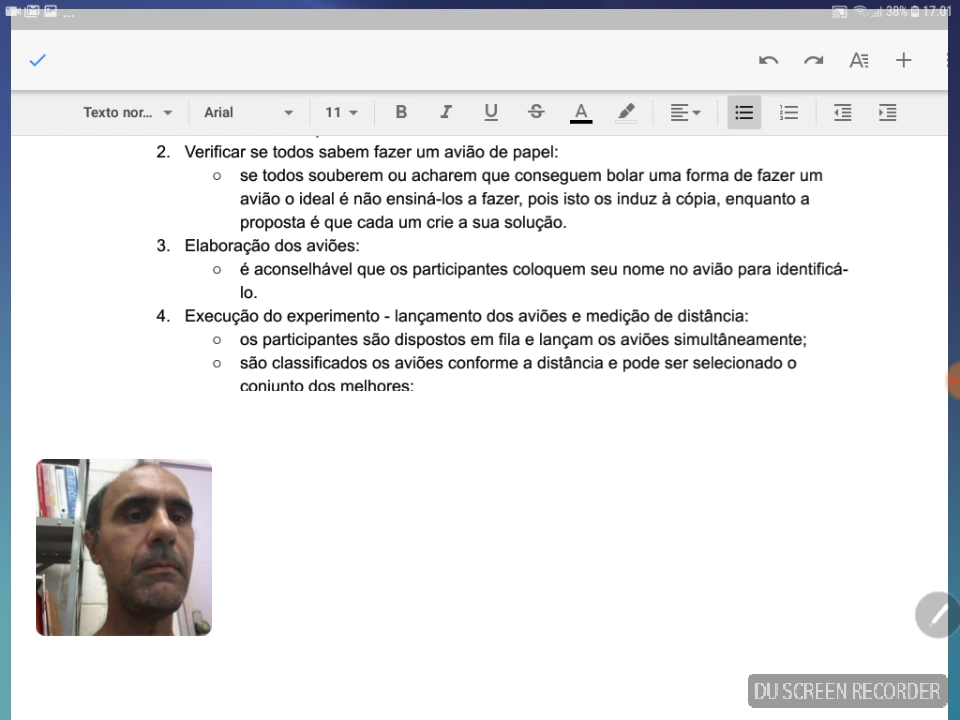 ... 38% 17:01
Texto nor... Arial 11 B I U S A
2. Verificar se todos sabem fazer um avião de papel:
o se todos souberem ou acharem que conseguem bolar uma forma de fazer um
avião o ideal é não ensiná-los a fazer, pois isto os induz à cópia, enquanto a
proposta é que cada um crie a sua solução.
3. Elaboração dos aviões:
o é aconselhável que os participantes coloquem seu nome no avião para identificá-
lo.
4. Execução do experimento - lançamento dos aviões e medição de distância:
o os participantes são dispostos em fila e lançam os aviões simultâneamente;
o são classificados os aviões conforme a distância e pode ser selecionado o
conjunto dos melhores;
DU SCREEN RECORDER